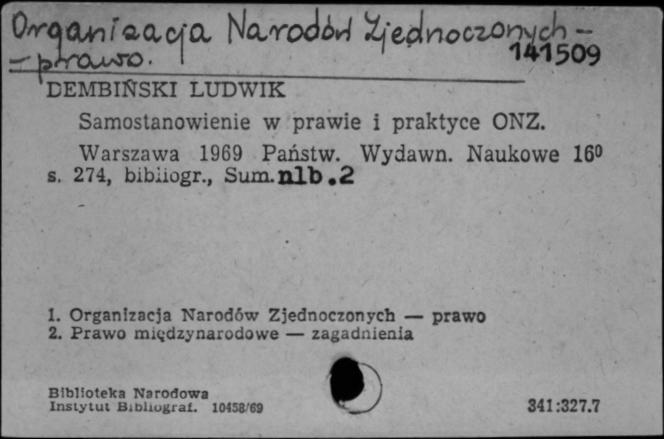 Organizacja Narodów Zjednoczonych -
- prawo.
141509
DEMBIŃSKI LUDWIK
Samostanowienie w prawie i praktyce ONZ.
Warszawa 1969 Państw. Wydawn. Naukowe 16⁰
s. 274, bibliogr., Sum. nlb.2
1. Organizacja Narodów Zjednoczonych — prawo
2. Prawo międzynarodowe — zagadnienia
Biblioteka Narodowa
Instytut Bibliograf. 10458/69
341:327.7